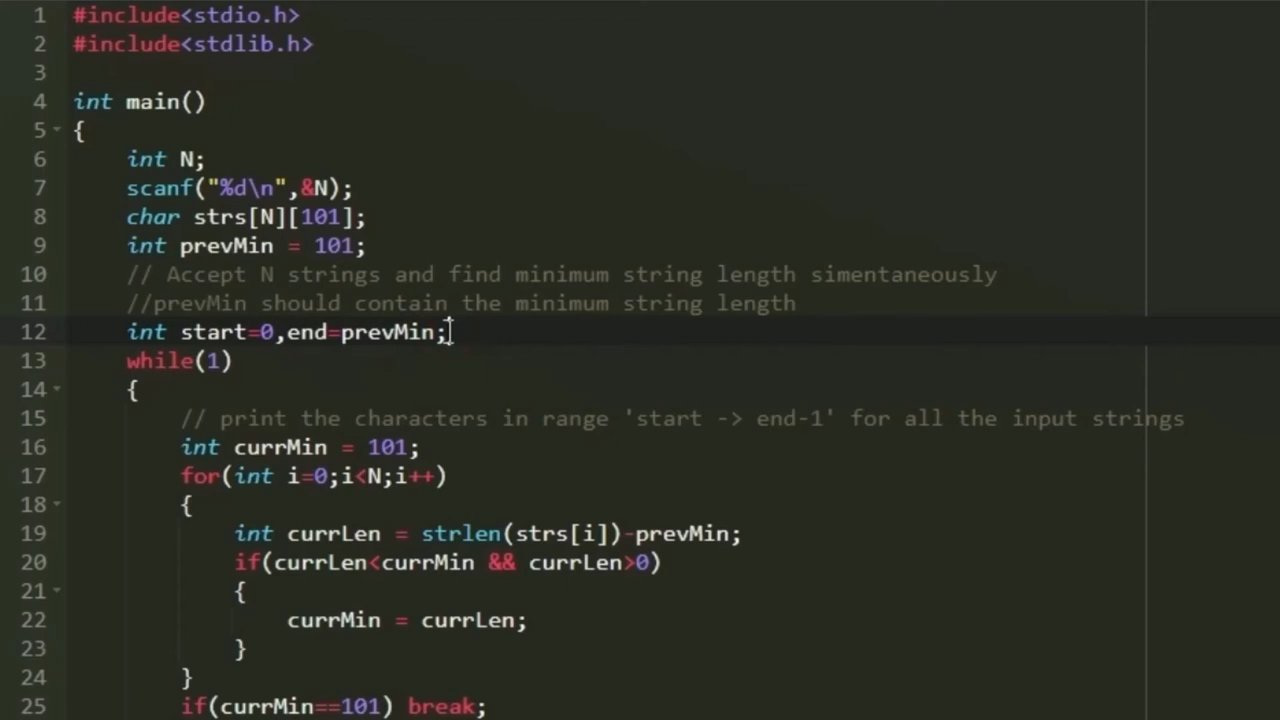 1 #include<stdio.h>
2 #include<stdlib.h>
3
4 int main()
5 {
6 int N;
7 scanf("%d\n",&N);
8 char strs[N][101];
9 int prevMin = 101;
10 // Accept N strings and find minimum string length simentaneously
11 //prevMin should contain the minimum string length
12 int start=0,end=prevMin;
13 while(1)
14 {
15 // print the characters in range 'start -> end-1' for all the input strings
16 int currMin = 101;
17 for(int i=0;i<N;i++)
18 {
19 int currLen = strlen(strs[i])-prevMin;
20 if(currLen<currMin && currLen>0)
21 {
22 currMin = currLen;
23 }
24 }
25 if(currMin==101) break;